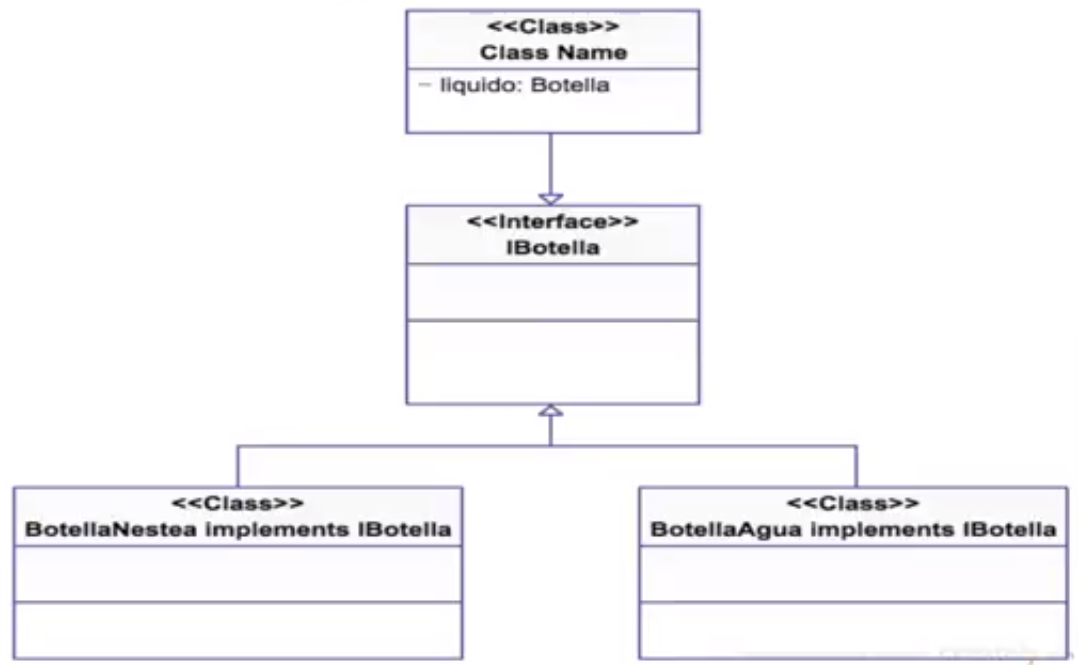 <<Class>>
Class Name
- liquido: Botella
<<Interface>>
IBotella
<<Class>>
BotellaNestea implements IBotella
<<Class>>
BotellaAgua implements IBotella